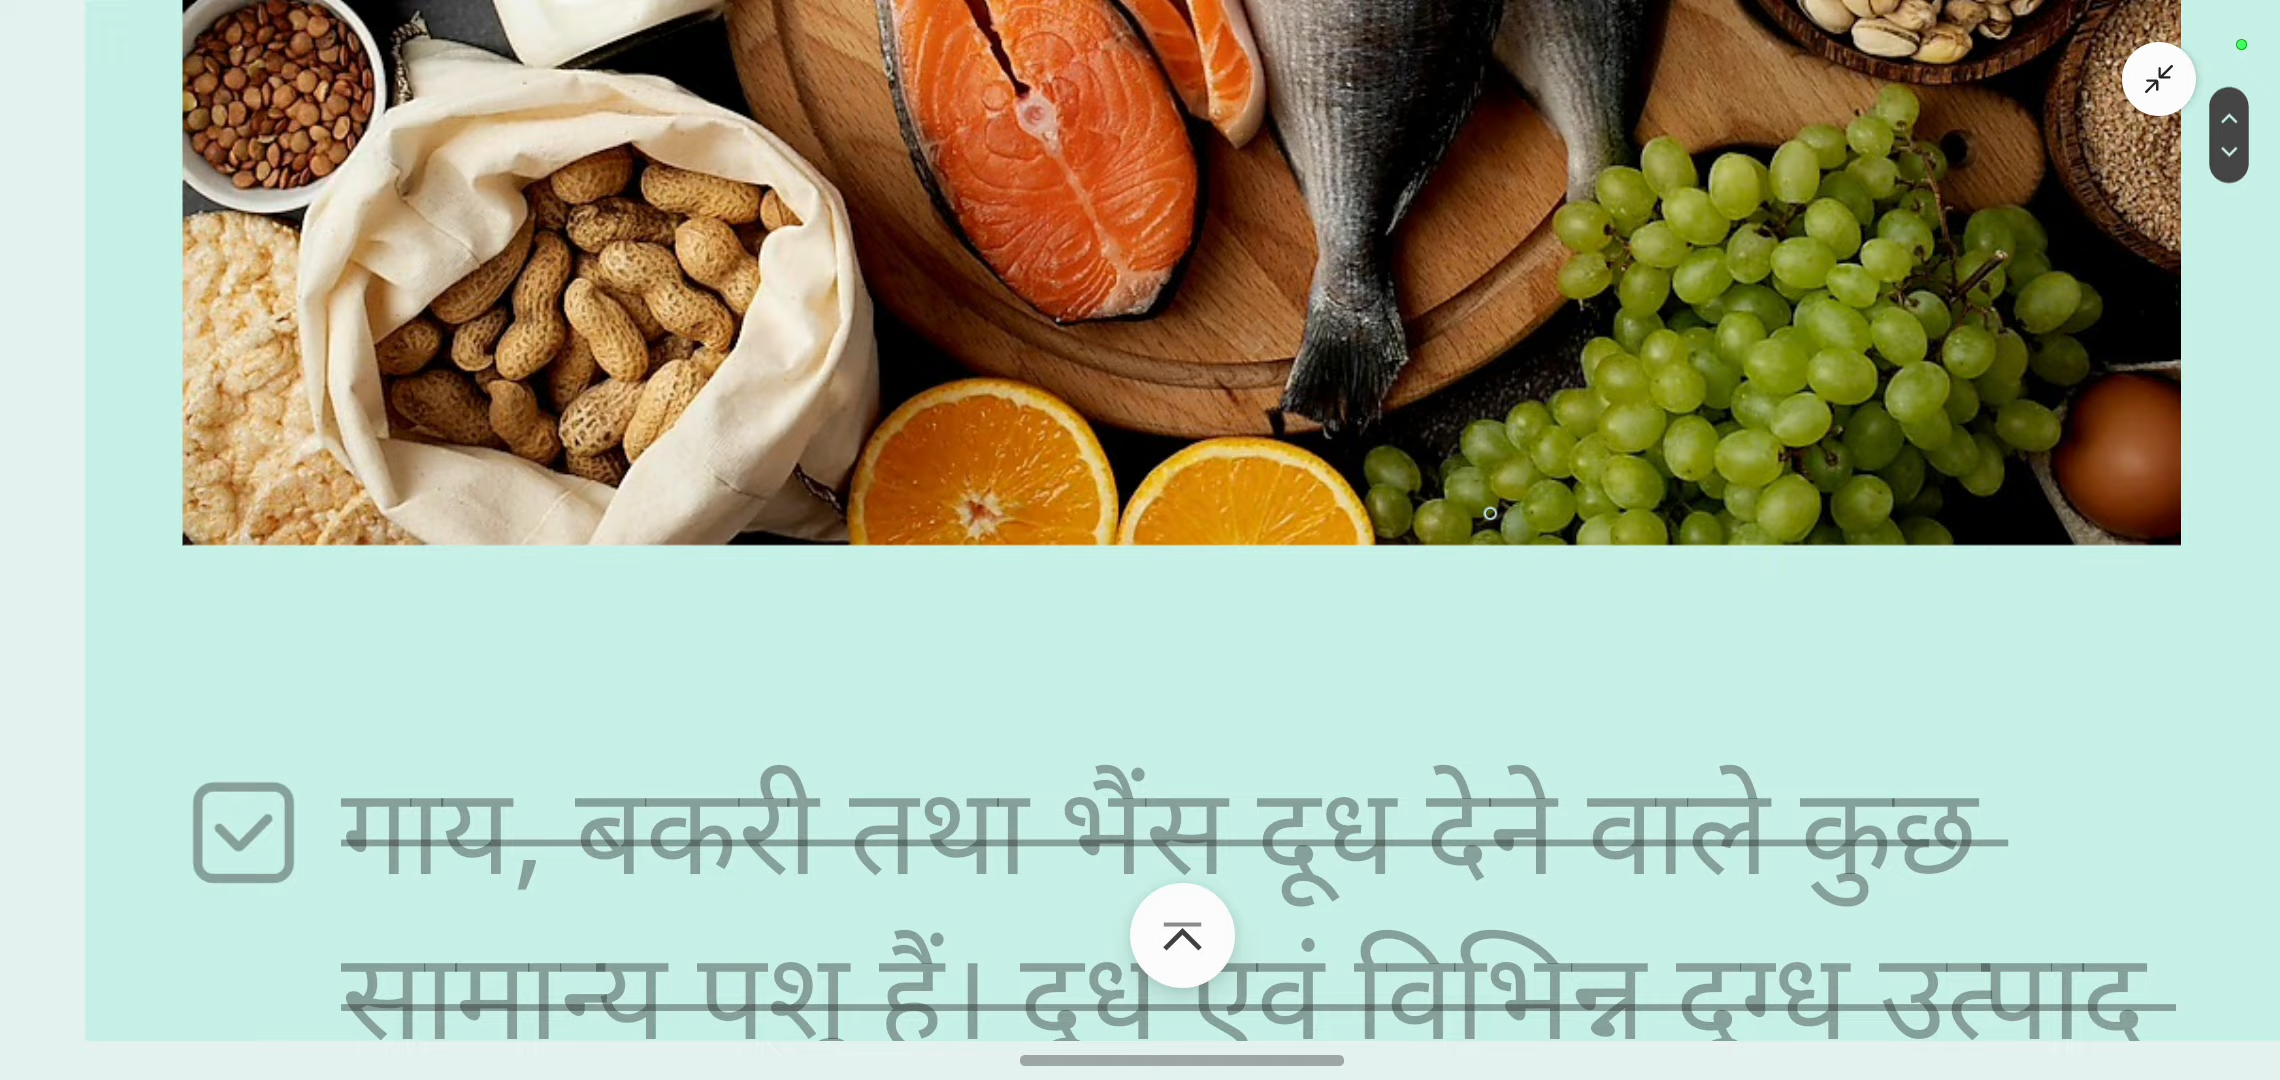 गाय, बकरी तथा भैंस दूध देने वाले कुछ
सामान्य पशु हैं। दूध एवं विभिन्न दुग्ध उत्पाद